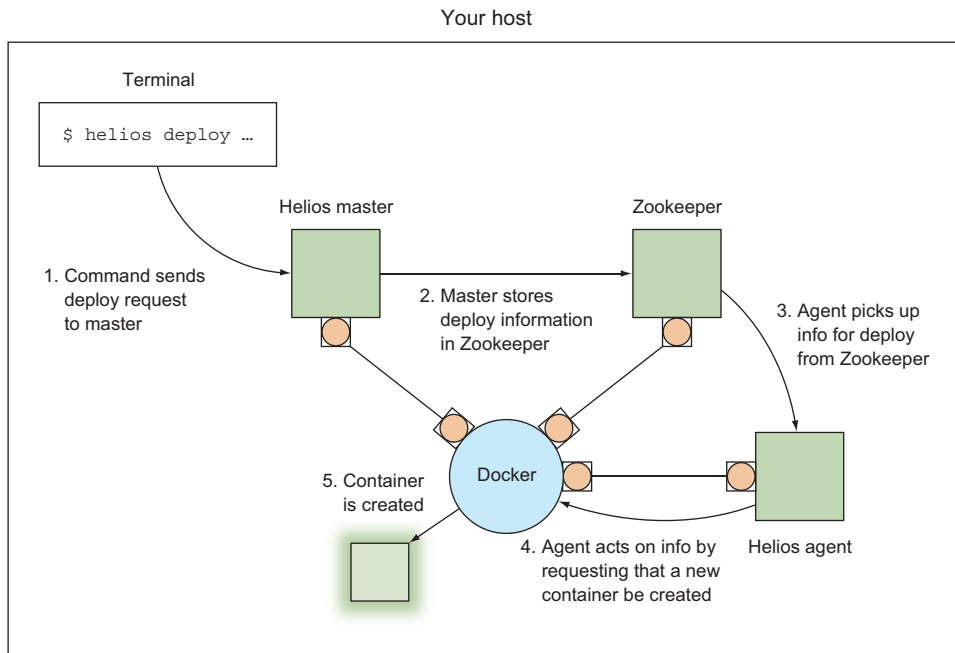 Your host
Terminal
$ helios deploy …
Helios master
Zookeeper
1. Command sends
deploy request
to master
2. Master stores
deploy information
in Zookeeper
3. Agent picks up
info for deploy
from Zookeeper
Docker
5. Container
is created
4. Agent acts on info by
requesting that a new
container be created
Helios agent